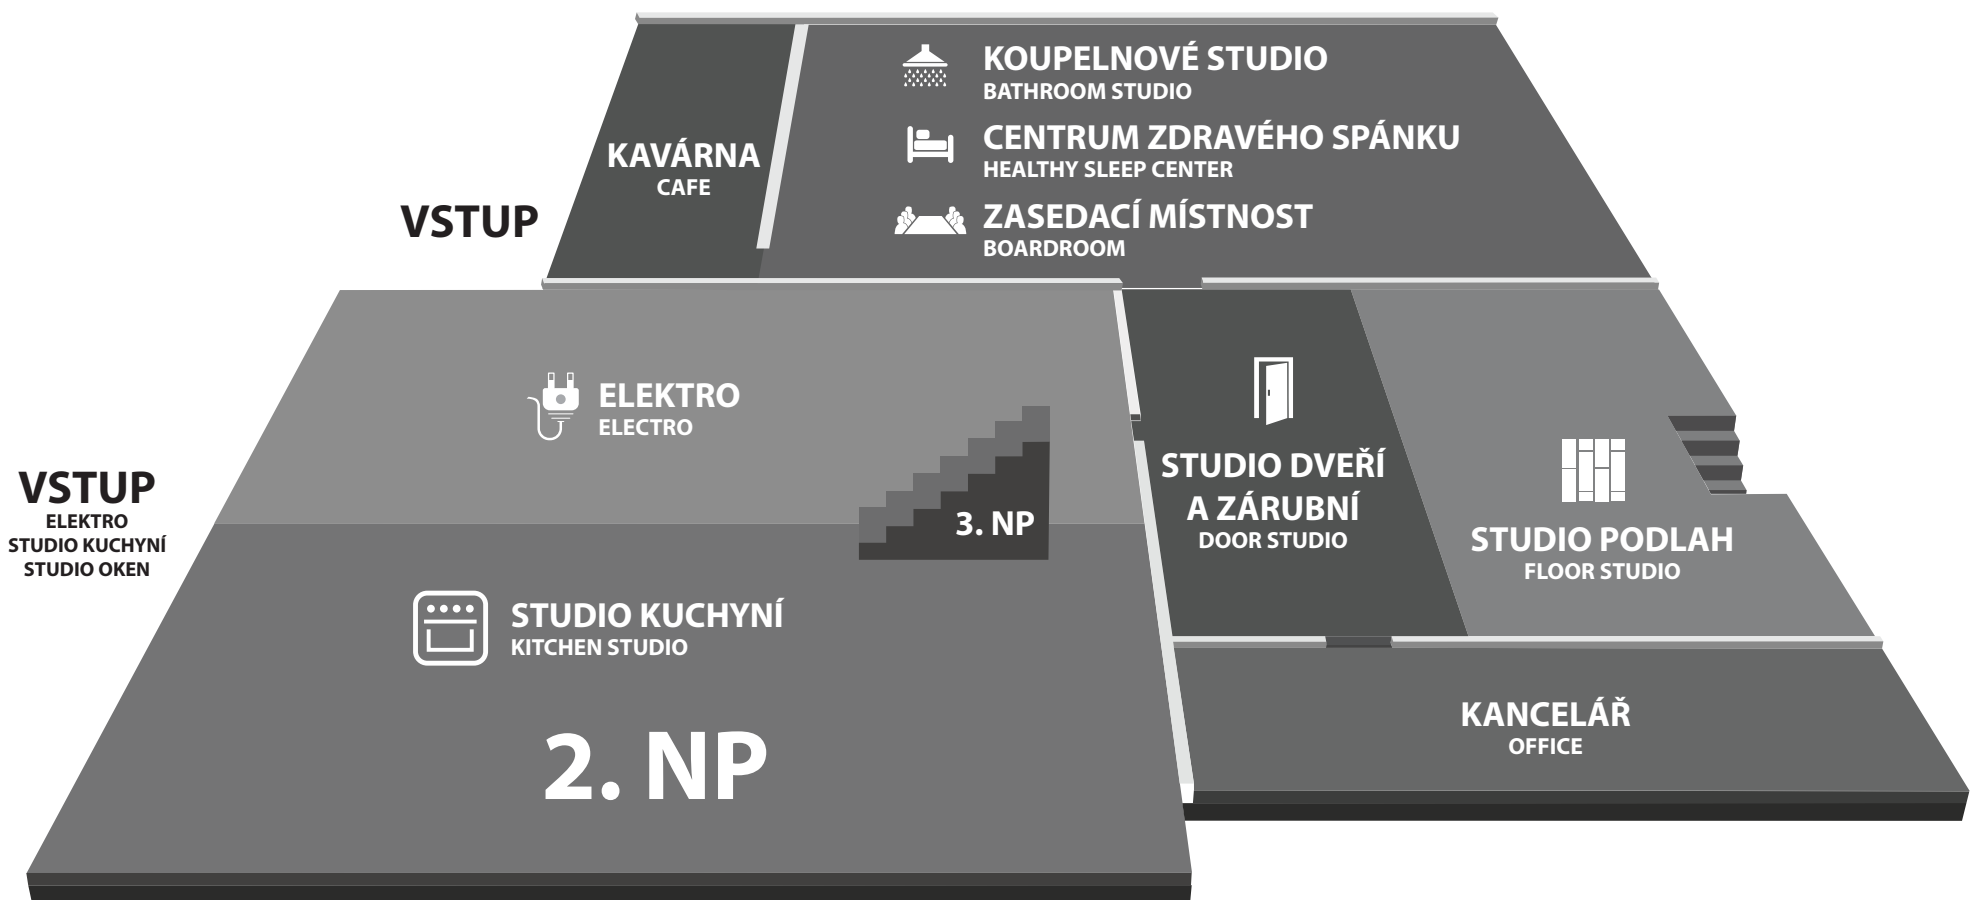 KOUPELNOVÉ STUDIO
BATHROOM STUDIO
CENTRUM ZDRAVÉHO SPÁNKU
HEALTHY SLEEP CENTER
ZASEDACÍ MÍSTNOST
BOARDROOM
KAVÁRNA
CAFE
VSTUP
ELEKTRO
ELECTRO
3. NP
STUDIO DVEŘÍ
A ZÁRUBNÍ
DOOR STUDIO
STUDIO PODLAH
FLOOR STUDIO
VSTUP
ELEKTRO
STUDIO KUCHYNÍ
STUDIO OKEN
STUDIO KUCHYNÍ
KITCHEN STUDIO
2. NP
KANCELÁŘ
OFFICE